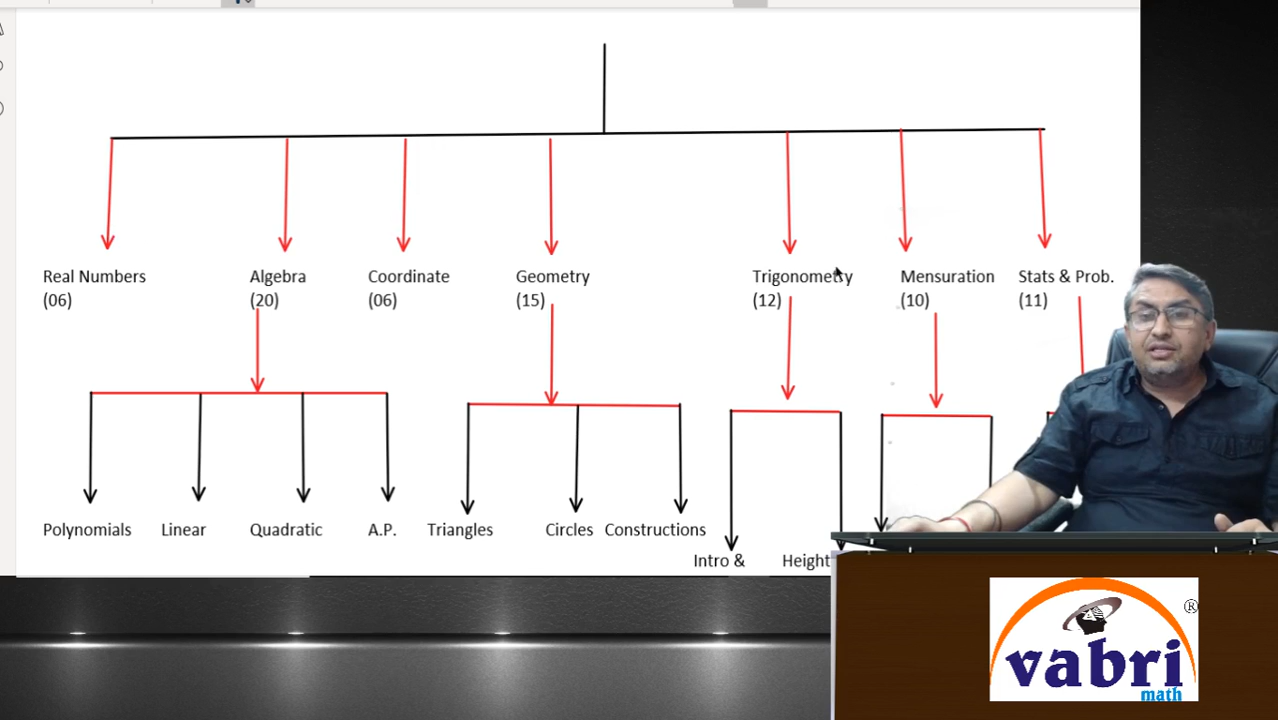 Real Numbers
(06)
Algebra
(20)
Coordinate
(06)
Geometry
(15)
Trigonometry
(12)
Mensuration
(10)
Stats & Prob.
(11)
Polynomials
Linear
Quadratic
A.P.
Triangles
Circles
Constructions
Intro &
Height
vabri
math
®